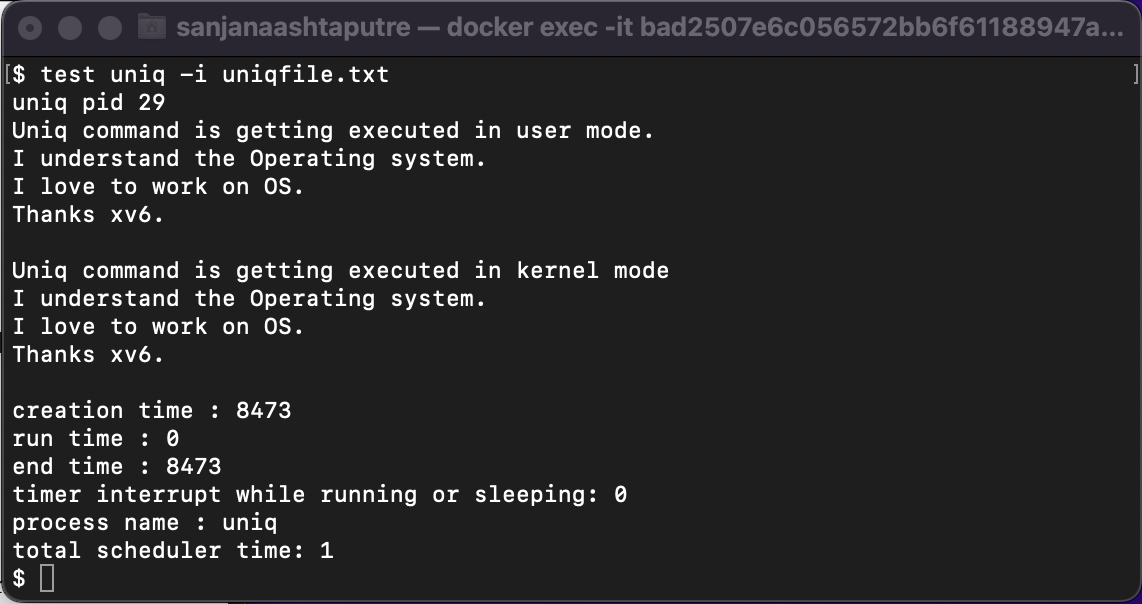 sanjanaashtaputre — docker exec -it bad2507e6c056572bb6f61188947a...
[$ test uniq -i uniqfile.txt ]
uniq pid 29
Uniq command is getting executed in user mode.
I understand the Operating system.
I love to work on OS.
Thanks xv6.
Uniq command is getting executed in kernel mode
I understand the Operating system.
I love to work on OS.
Thanks xv6.
creation time : 8473
run time : 0
end time : 8473
timer interrupt while running or sleeping: 0
process name : uniq
total scheduler time: 1
$